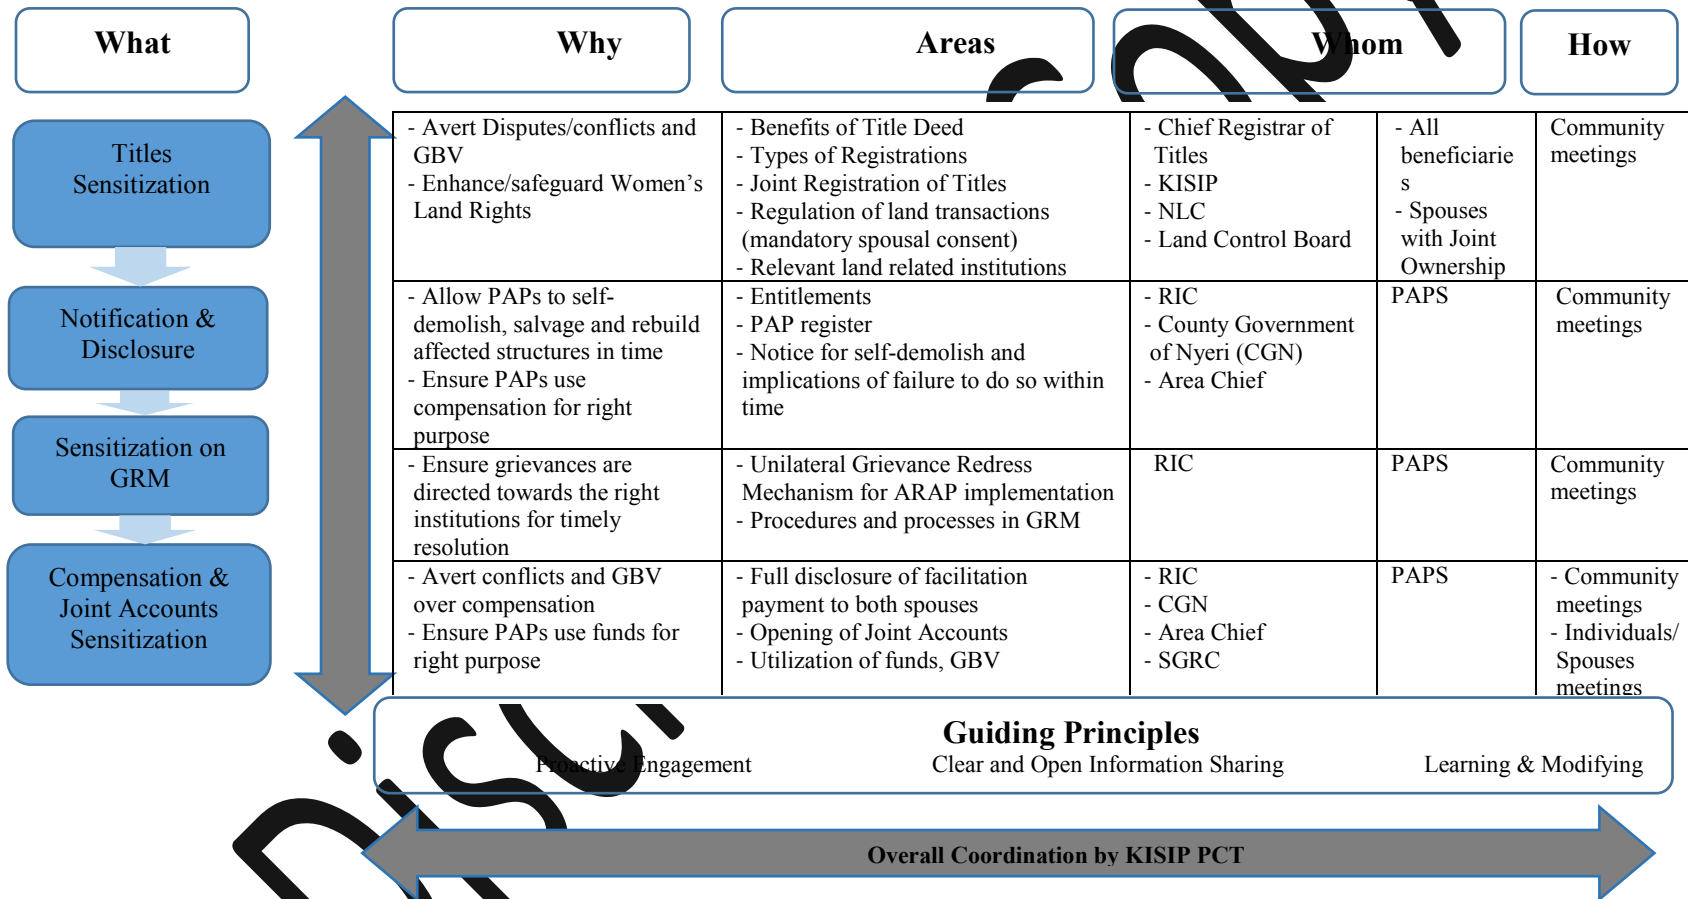 What
Why
Areas
Whom
How
Titles
Sensitization
- Avert Disputes/conflicts and
GBV
- Enhance/safeguard Women's
Land Rights
- Benefits of Title Deed
- Types of Registrations
- Joint Registration of Titles
- Regulation of land transactions
(mandatory spousal consent)
- Relevant land related institutions
- Chief Registrar of
Titles
- KISIP
- NLC
- Land Control Board
- All
beneficiarie
s
- Spouses
with Joint
Ownership
Community
meetings
Notification &
Disclosure
- Allow PAPs to self-
demolish, salvage and rebuild
affected structures in time
- Ensure PAPs use
compensation for right
purpose
- Entitlements
- PAP register
- Notice for self-demolish and
implications of failure to do so within
time
- RIC
- County Government
of Nyeri (CGN)
- Area Chief
PAPS
Community
meetings
Sensitization on
GRM
- Ensure grievances are
directed towards the right
institutions for timely
resolution
- Unilateral Grievance Redress
Mechanism for ARAP implementation
- Procedures and processes in GRM
RIC
PAPS
Community
meetings
Compensation &
Joint Accounts
Sensitization
- Avert conflicts and GBV
over compensation
- Ensure PAPs use funds for
right purpose
- Full disclosure of facilitation
payment to both spouses
- Opening of Joint Accounts
- Utilization of funds, GBV
- RIC
- CGN
- Area Chief
- SGRC
PAPS
- Community
meetings
- Individuals/
Spouses
meetings
Guiding Principles
Proactive Engagement
Clear and Open Information Sharing
Learning & Modifying
Overall Coordination by KISIP PCT